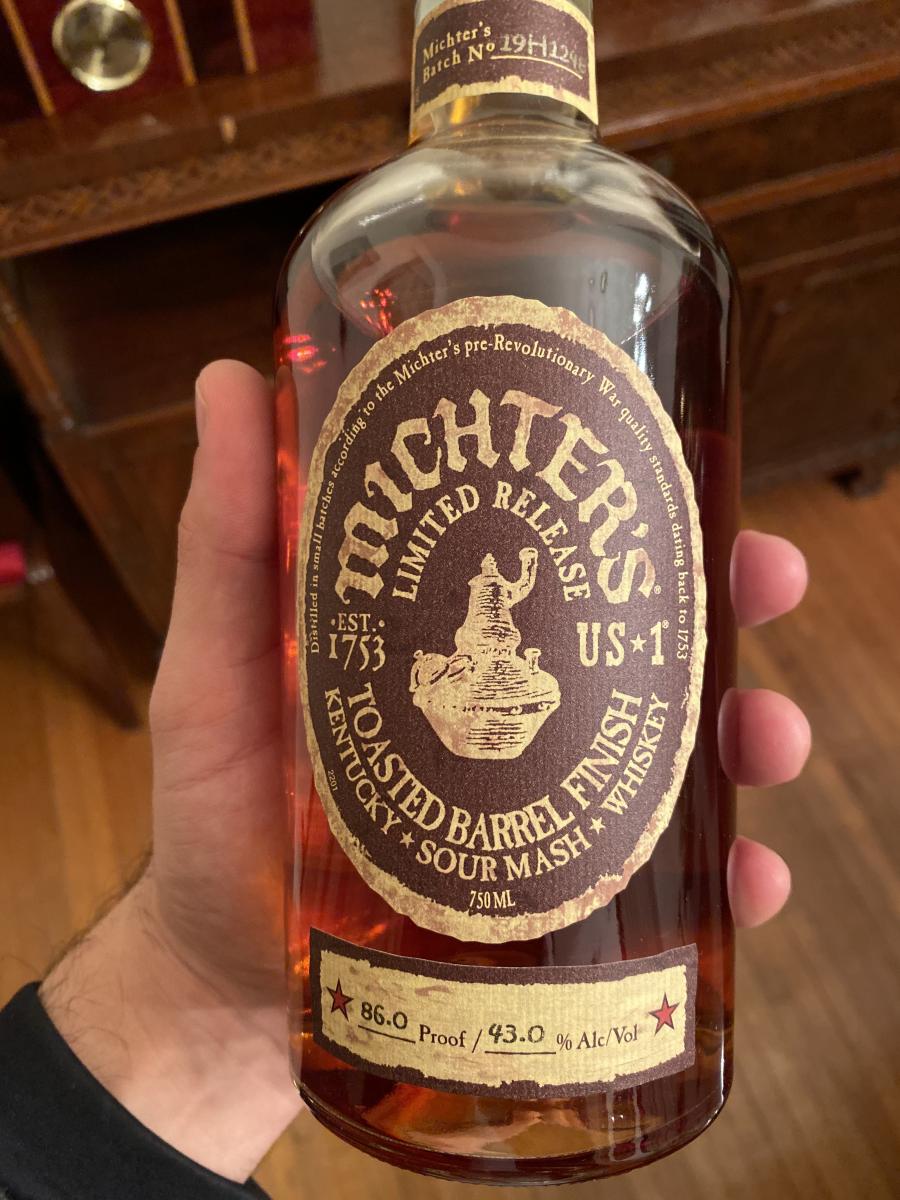 Michter's
Batch No 19H124
Distilled in small batches according to the Michter's pre-Revolutionary War quality standards dating back to 1753
MICHTER'S®
LIMITED RELEASE
·EST.·
1753
US★1®
TOASTED BARREL FINISH
KENTUCKY ★ SOUR MASH ★ WHISKEY
2201
750 ML
★ 86.0 Proof / 43.0 % Alc/Vol ★